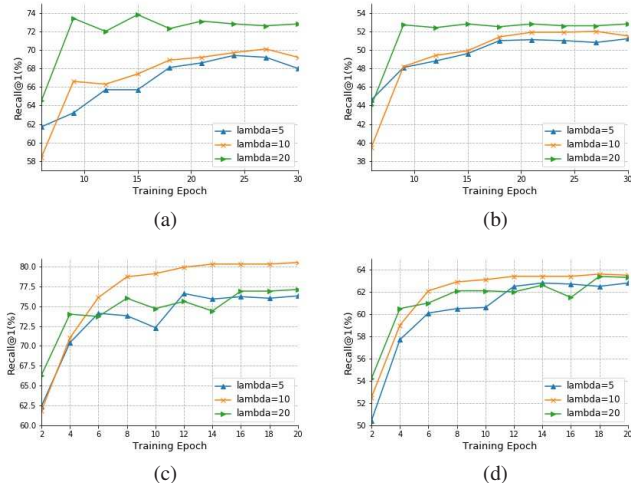 74
72
70
68
66
64
62
60
58
Recall@1(%)
10 15 20 25 30
Training Epoch
lambda=5
lambda=10
lambda=20
(a)
54
52
50
48
46
44
42
40
38
Recall@1(%)
10 15 20 25 30
Training Epoch
lambda=5
lambda=10
lambda=20
(b)
80.0
77.5
75.0
72.5
70.0
67.5
65.0
62.5
60.0
Recall@1(%)
2 4 6 8 10 12 14 16 18 20
Training Epoch
lambda=5
lambda=10
lambda=20
(c)
64
62
60
58
56
54
52
50
Recall@1(%)
2 4 6 8 10 12 14 16 18 20
Training Epoch
lambda=5
lambda=10
lambda=20
(d)